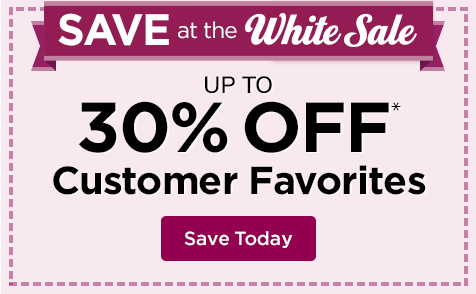 SAVE at the White Sale
UP TO
30% OFF*
Customer Favorites
Save Today